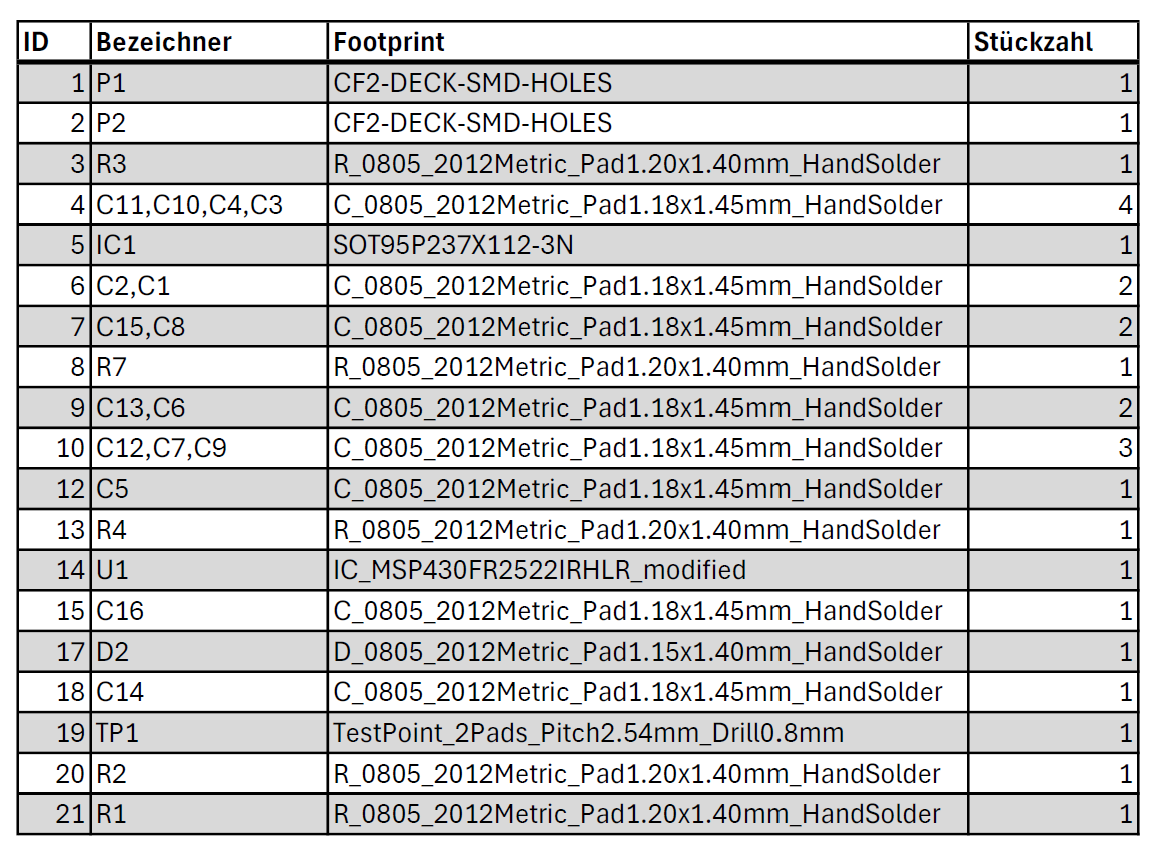 ID Bezeichner Footprint Stückzahl
1 P1 CF2-DECK-SMD-HOLES 1
2 P2 CF2-DECK-SMD-HOLES 1
3 R3 R_0805_2012Metric_Pad1.20x1.40mm_HandSolder 1
4 C11,C10,C4,C3 C_0805_2012Metric_Pad1.18x1.45mm_HandSolder 4
5 IC1 SOT95P237X112-3N 1
6 C2,C1 C_0805_2012Metric_Pad1.18x1.45mm_HandSolder 2
7 C15,C8 C_0805_2012Metric_Pad1.18x1.45mm_HandSolder 2
8 R7 R_0805_2012Metric_Pad1.20x1.40mm_HandSolder 1
9 C13,C6 C_0805_2012Metric_Pad1.18x1.45mm_HandSolder 2
10 C12,C7,C9 C_0805_2012Metric_Pad1.18x1.45mm_HandSolder 3
12 C5 C_0805_2012Metric_Pad1.18x1.45mm_HandSolder 1
13 R4 R_0805_2012Metric_Pad1.20x1.40mm_HandSolder 1
14 U1 IC_MSP430FR2522IRHLR_modified 1
15 C16 C_0805_2012Metric_Pad1.18x1.45mm_HandSolder 1
17 D2 D_0805_2012Metric_Pad1.15x1.40mm_HandSolder 1
18 C14 C_0805_2012Metric_Pad1.18x1.45mm_HandSolder 1
19 TP1 TestPoint_2Pads_Pitch2.54mm_Drill0.8mm 1
20 R2 R_0805_2012Metric_Pad1.20x1.40mm_HandSolder 1
21 R1 R_0805_2012Metric_Pad1.20x1.40mm_HandSolder 1